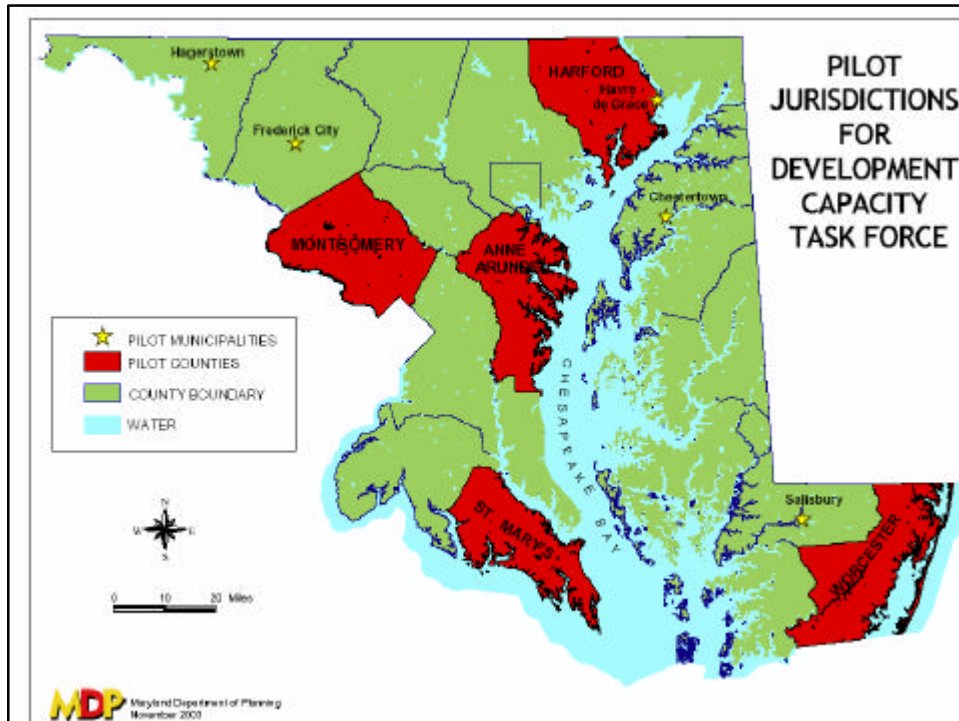 PILOT
JURISDICTIONS
FOR
DEVELOPMENT
CAPACITY
TASK FORCE
Hagerstown
Frederick City
HARFORD
Havre
de Grace
Chestertown
MONTGOMERY
ANNE
ARUNDEL
CHESAPEAKE BAY
ST. MARY'S
Salisbury
WORCESTER
PILOT MUNICIPALITIES
PILOT COUNTIES
COUNTY BOUNDARY
WATER
N
W E
S
0 10 20 Miles
MDP Maryland Department of Planning
November 2003